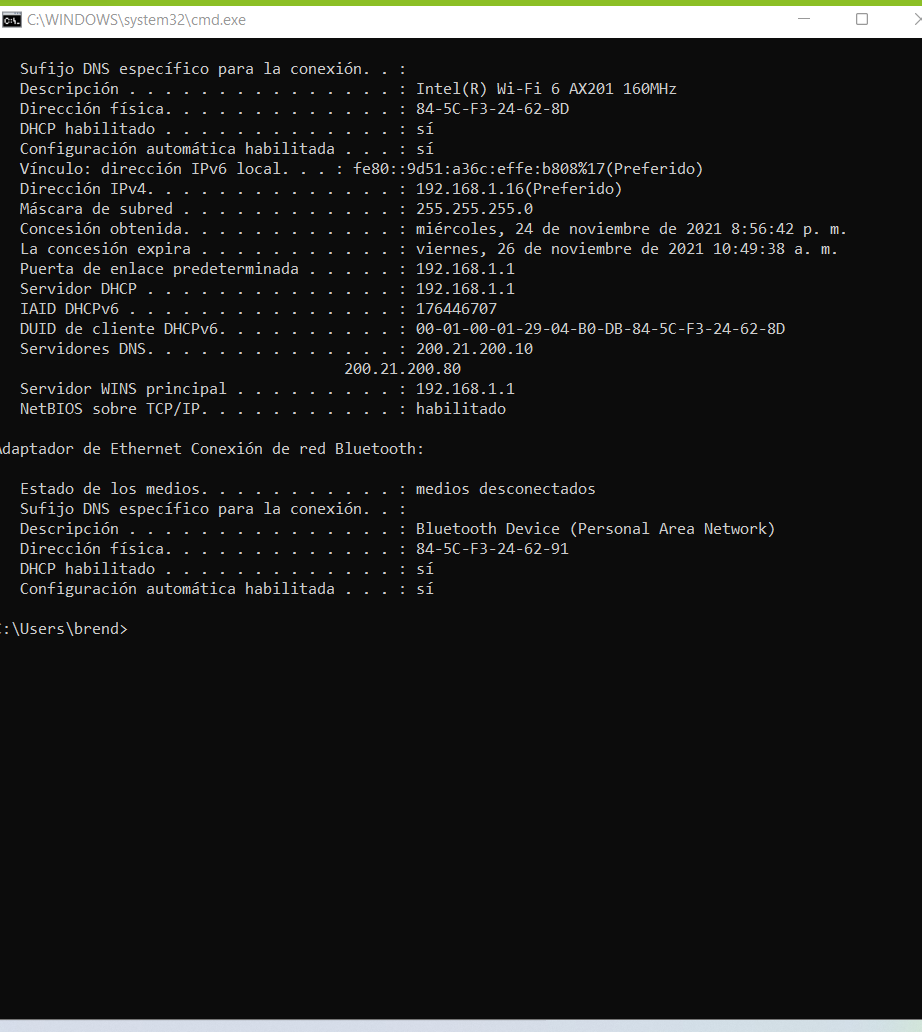 C:\WINDOWS\system32\cmd.exe
Sufijo DNS específico para la conexión. . :
Descripción . . . . . . . . . . . . . . . : Intel(R) Wi-Fi 6 AX201 160MHz
Dirección física. . . . . . . . . . . . . : 84-5C-F3-24-62-8D
DHCP habilitado . . . . . . . . . . . . . : sí
Configuración automática habilitada . . . : sí
Vínculo: dirección IPv6 local. . . : fe80::9d51:a36c:effe:b808%17(Preferido)
Dirección IPv4. . . . . . . . . . . . . . : 192.168.1.16(Preferido)
Máscara de subred . . . . . . . . . . . . : 255.255.255.0
Concesión obtenida. . . . . . . . . . . . : miércoles, 24 de noviembre de 2021 8:56:42 p. m.
La concesión expira . . . . . . . . . . . : viernes, 26 de noviembre de 2021 10:49:38 a. m.
Puerta de enlace predeterminada . . . . . : 192.168.1.1
Servidor DHCP . . . . . . . . . . . . . . : 192.168.1.1
IAID DHCPv6 . . . . . . . . . . . . . . . : 176446707
DUID de cliente DHCPv6. . . . . . . . . . : 00-01-00-01-29-04-B0-DB-84-5C-F3-24-62-8D
Servidores DNS. . . . . . . . . . . . . . : 200.21.200.10
200.21.200.80
Servidor WINS principal . . . . . . . . . : 192.168.1.1
NetBIOS sobre TCP/IP. . . . . . . . . . . : habilitado
Adaptador de Ethernet Conexión de red Bluetooth:
Estado de los medios. . . . . . . . . . . : medios desconectados
Sufijo DNS específico para la conexión. . :
Descripción . . . . . . . . . . . . . . . : Bluetooth Device (Personal Area Network)
Dirección física. . . . . . . . . . . . . : 84-5C-F3-24-62-91
DHCP habilitado . . . . . . . . . . . . . : sí
Configuración automática habilitada . . . : sí
C:\Users\brend>